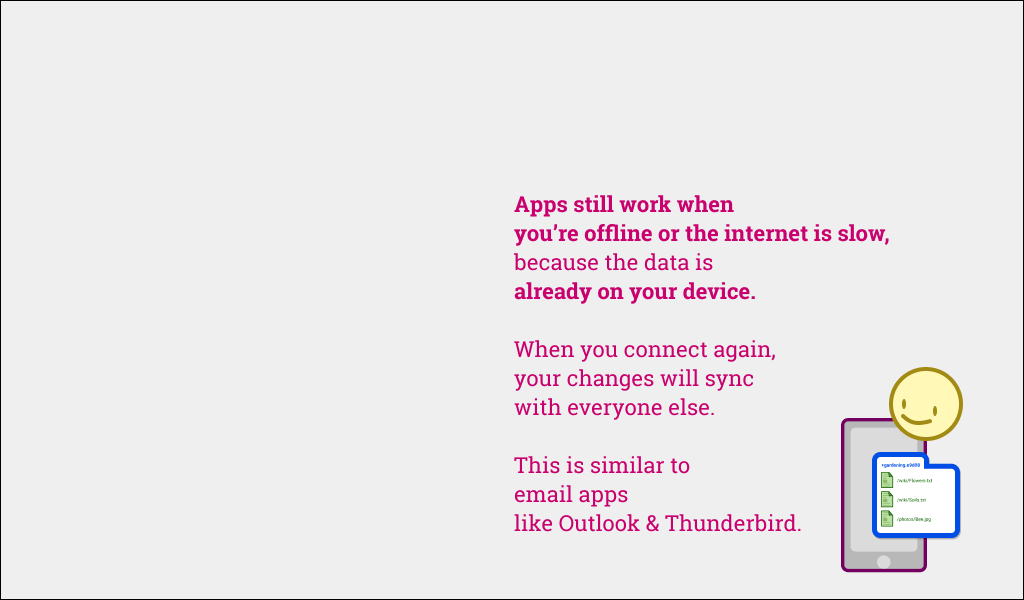 Apps still work when
you're offline or the internet is slow,
because the data is
already on your device.
When you connect again,
your changes will sync
with everyone else.
This is similar to
email apps
like Outlook & Thunderbird.
+gardening.a9d98
/wiki/Flowers.txt
/wiki/Soils.txt
/photos/Bee.jpg